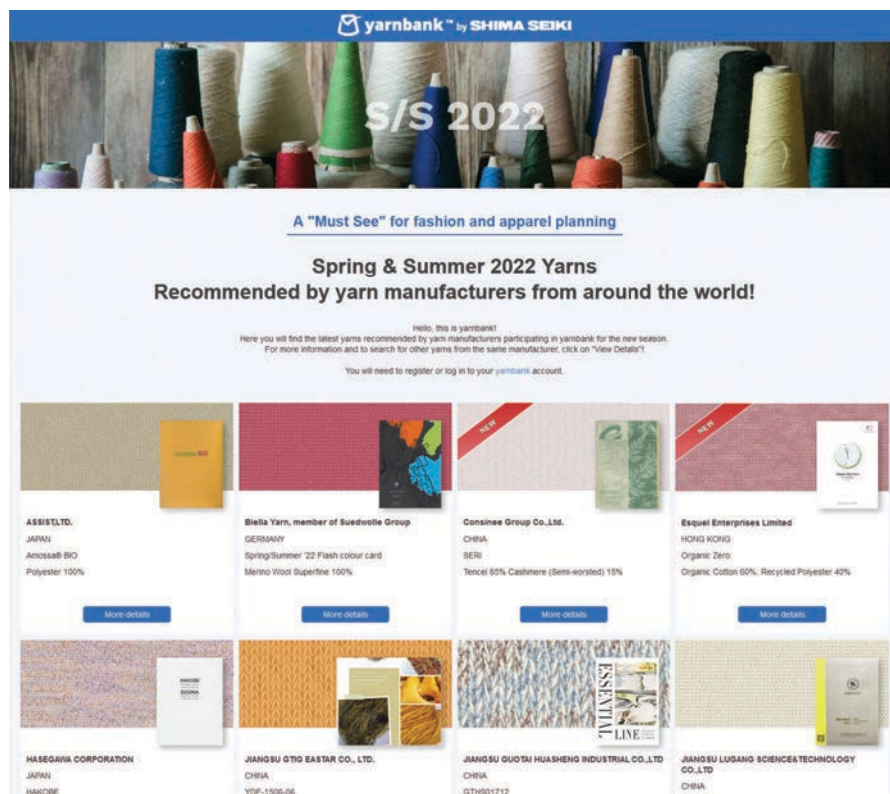 yarnbank™ by SHIMA SEIKI
S/S 2022
A "Must See" for fashion and apparel planning
Spring & Summer 2022 Yarns
Recommended by yarn manufacturers from around the world!
Hello, this is yarnbank!
Here you will find the latest yarns recommended by yarn manufacturers participating in yarnbank for the new season.
For more information and to search for other yarns from the same manufacturer, click on "View Details"!
You will need to register or log in to your yarnbank account.
ASSIST,LTD.
JAPAN
Amossa® BIO
Polyester 100%
More details
Biella Yarn, member of Suedwolle Group
GERMANY
Spring/Summer '22 Flash colour card
Merino Wool Superfine 100%
More details
NEW
Consinee Group Co.,Ltd.
CHINA
SERI
Tencel 85% Cashmere (Semi-worsted) 15%
More details
NEW
Esquel Enterprises Limited
HONG KONG
Organic Zero
Organic Cotton 60%, Recycled Polyester 40%
More details
HAKOBE
HASEGAWA CORPORATION
JAPAN
HAKOBE
JIANGSU GTIG EASTAR CO., LTD.
CHINA
YDF-1506-06
ESSENTIAL
LINE
JIANGSU GUOTAI HUASHENG INDUSTRIAL CO.,LTD
CHINA
GTHS01712
JIANGSU LUGANG SCIENCE&TECHNOLOGY
CO.,LTD
CHINA